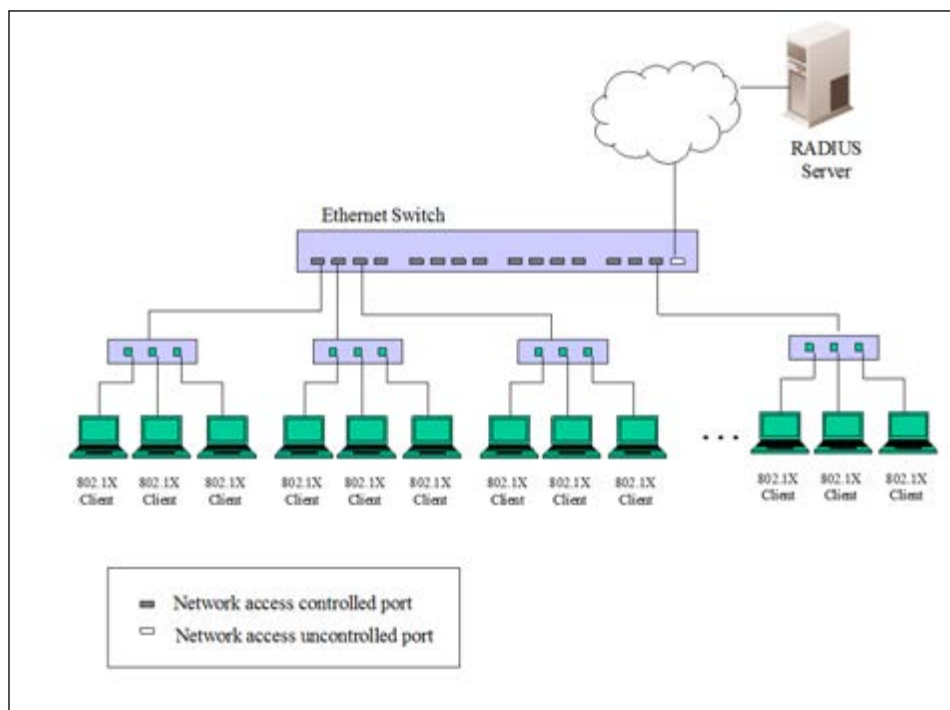 RADIUS
Server
Ethernet Switch
802.1X
Client
802.1X
Client
802.1X
Client
802.1X
Client
802.1X
Client
802.1X
Client
802.1X
Client
802.1X
Client
802.1X
Client
802.1X
Client
802.1X
Client
802.1X
Client
Network access controlled port
Network access uncontrolled port